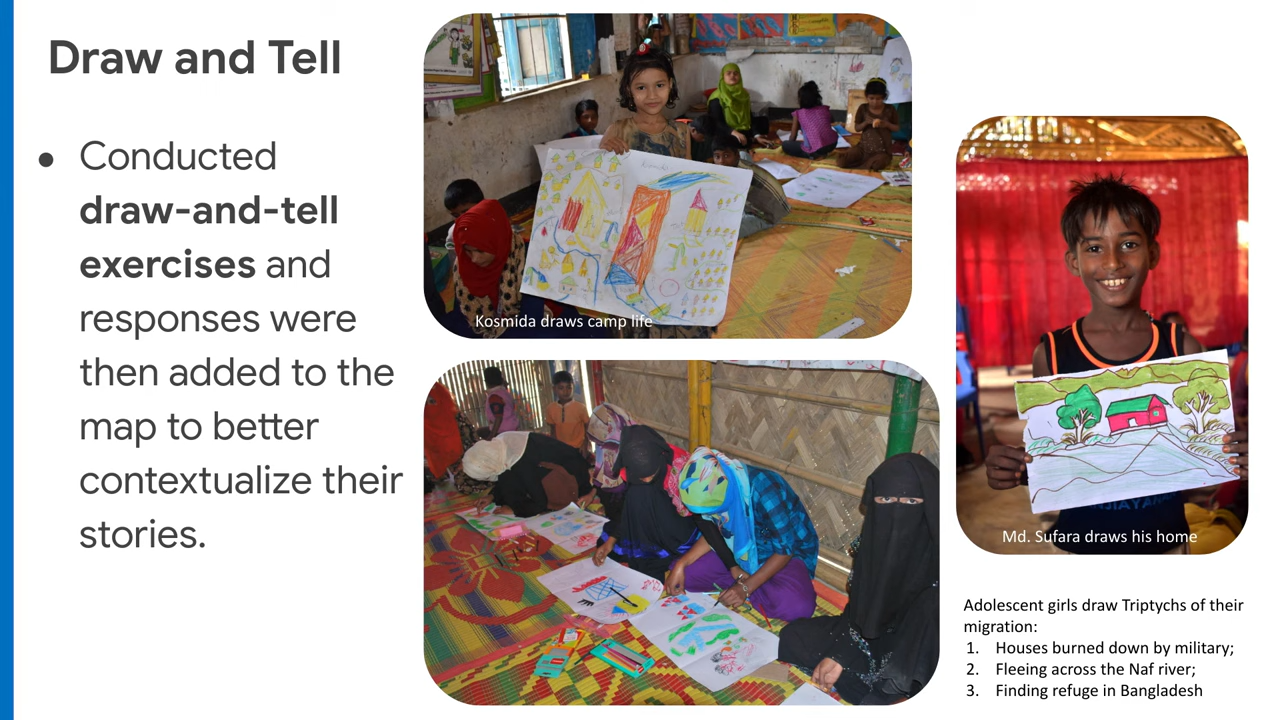 Draw and Tell
● Conducted
draw-and-tell
exercises and
responses were
then added to the
map to better
contextualize their
stories.
Kosmida draws camp life
Md. Sufara draws his home
Adolescent girls draw Triptychs of their
migration:
1. Houses burned down by military;
2. Fleeing across the Naf river;
3. Finding refuge in Bangladesh